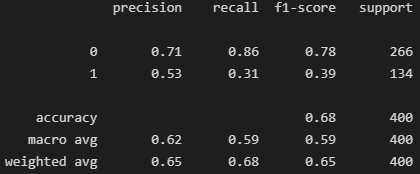 precision recall f1-score support
0 0.71 0.86 0.78 266
1 0.53 0.31 0.39 134
accuracy 0.68 400
macro avg 0.62 0.59 0.59 400
weighted avg 0.65 0.68 0.65 400